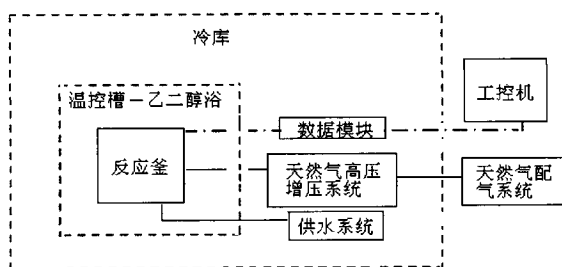 冷库
温控槽-乙二醇浴
工控机
数据模块
反应釜
天然气高压
增压系统
天然气配
气系统
供水系统